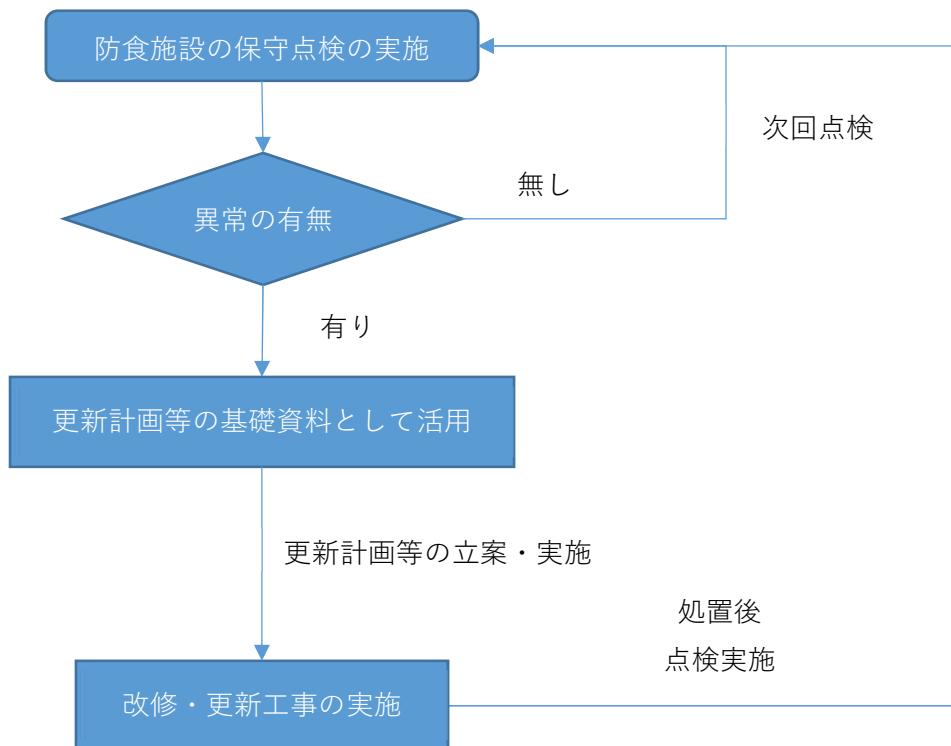 防食施設の保守点検の実施
次回点検
無し
異常の有無
有り
更新計画等の基礎資料として活用
更新計画等の立案・実施
処置後
点検実施
改修・更新工事の実施